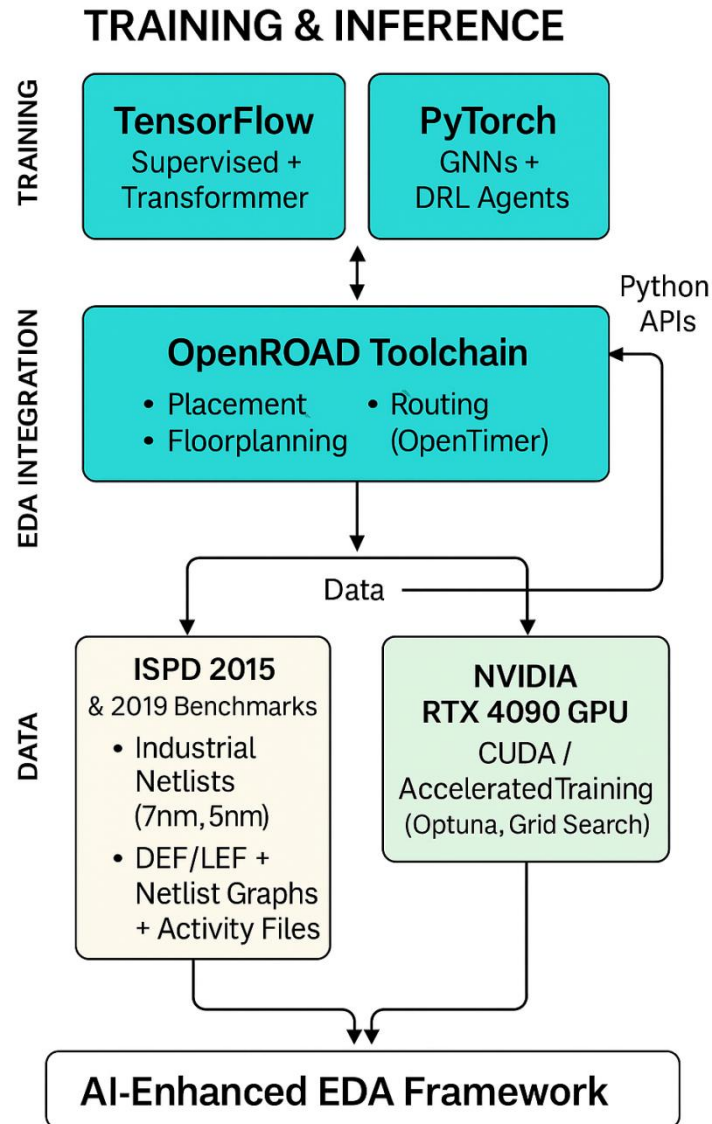 TRAINING & INFERENCE
TRAINING
TensorFlow
Supervised +
Transformmer
PyTorch
GNNs +
DRL Agents
Python
APIs
EDA INTEGRATION
OpenROAD Toolchain
• Placement
• Floorplanning
• Routing
(OpenTimer)
Data
DATA
ISPD 2015
& 2019 Benchmarks
• Industrial
Netlists
(7nm, 5nm)
• DEF/LEF +
Netlist Graphs
+ Activity Files
NVIDIA
RTX 4090 GPU
CUDA /
Accelerated Training
(Optuna, Grid Search)
AI-Enhanced EDA Framework